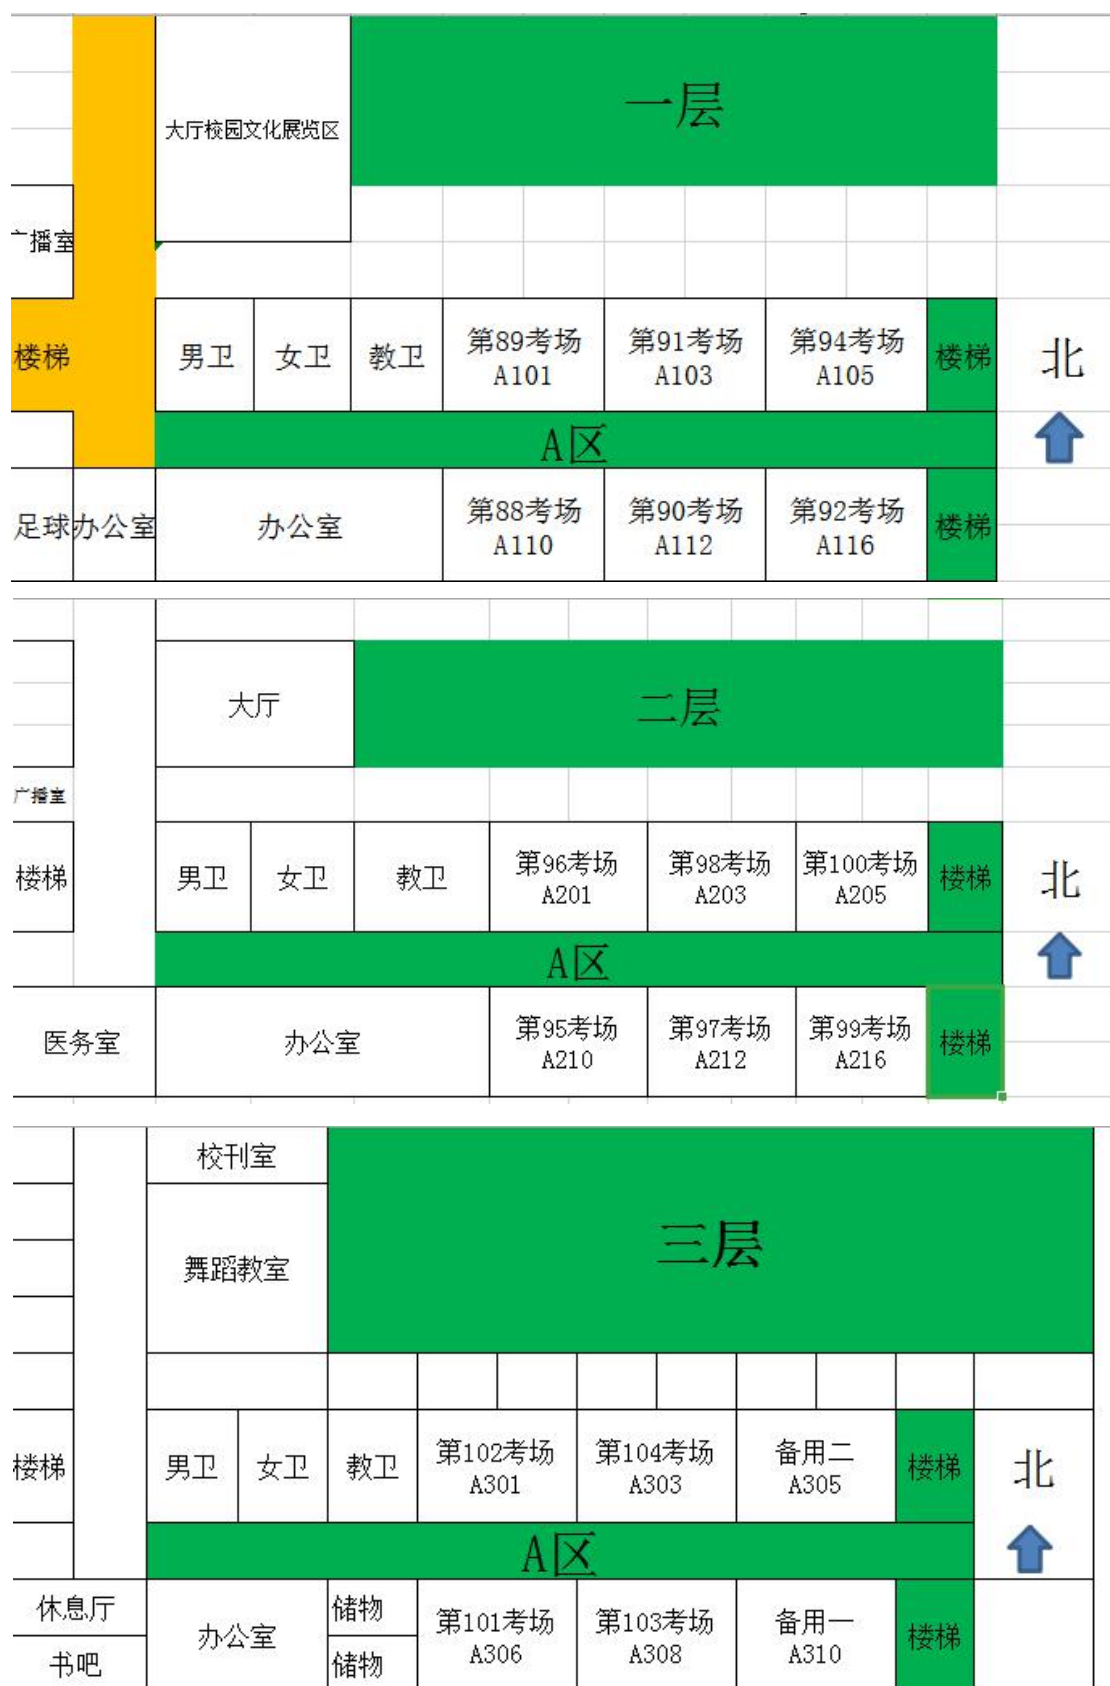 一层
大厅校园文化展览区
广播室
楼梯 男卫 女卫 教卫 第89考场 第91考场 第94考场 楼梯 北
A101 A103 A105
A区
足球 办公室 办公室 第88考场 第90考场 第92考场 楼梯
A110 A112 A116
大厅 二层
广播室
楼梯 男卫 女卫 教卫 第96考场 第98考场 第100考场 楼梯 北
A201 A203 A205
A区
医务室 办公室 第95考场 第97考场 第99考场 楼梯
A210 A212 A216
校刊室
三层
舞蹈教室
楼梯 男卫 女卫 教卫 第102考场 第104考场 备用二 楼梯 北
A301 A303 A305
A区
休息厅 办公室 储物 第101考场 第103考场 备用一 楼梯
书吧 储物 A306 A308 A310